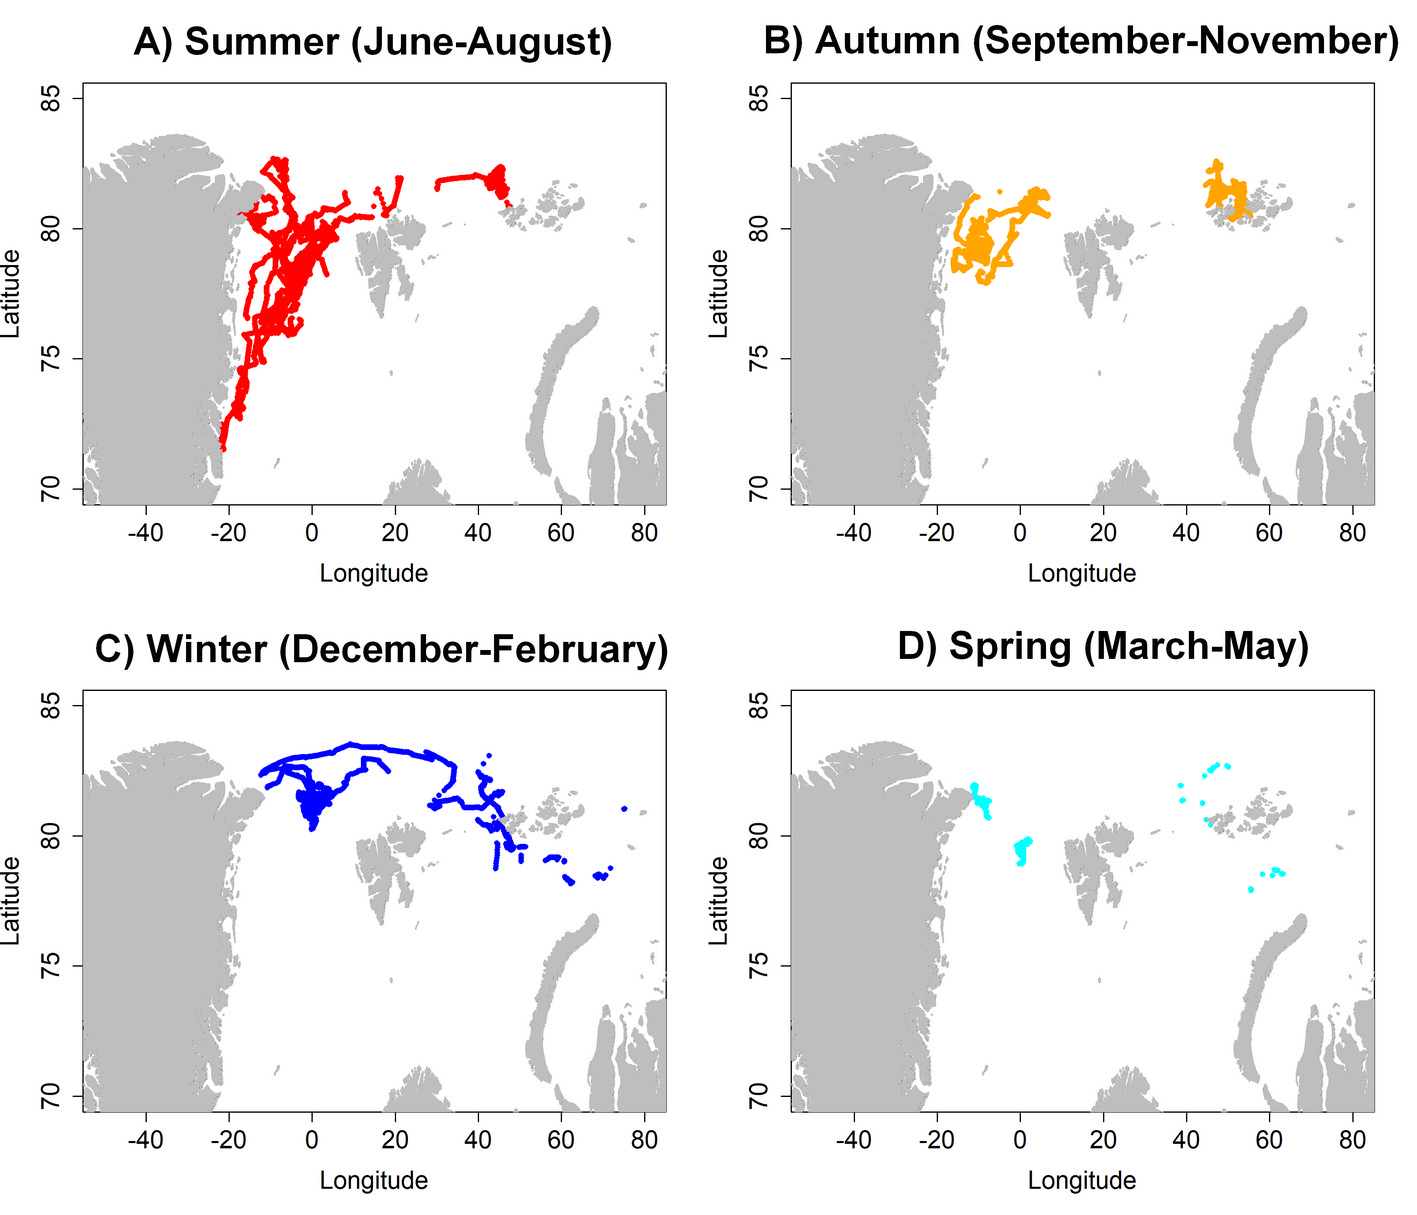 A) Summer (June-August)
B) Autumn (September-November)
85
80
75
70
Latitude
-40 -20 0 20 40 60 80
Longitude
85
80
75
70
Latitude
-40 -20 0 20 40 60 80
Longitude
C) Winter (December-February)
D) Spring (March-May)
85
80
75
70
Latitude
-40 -20 0 20 40 60 80
Longitude
85
80
75
70
Latitude
-40 -20 0 20 40 60 80
Longitude